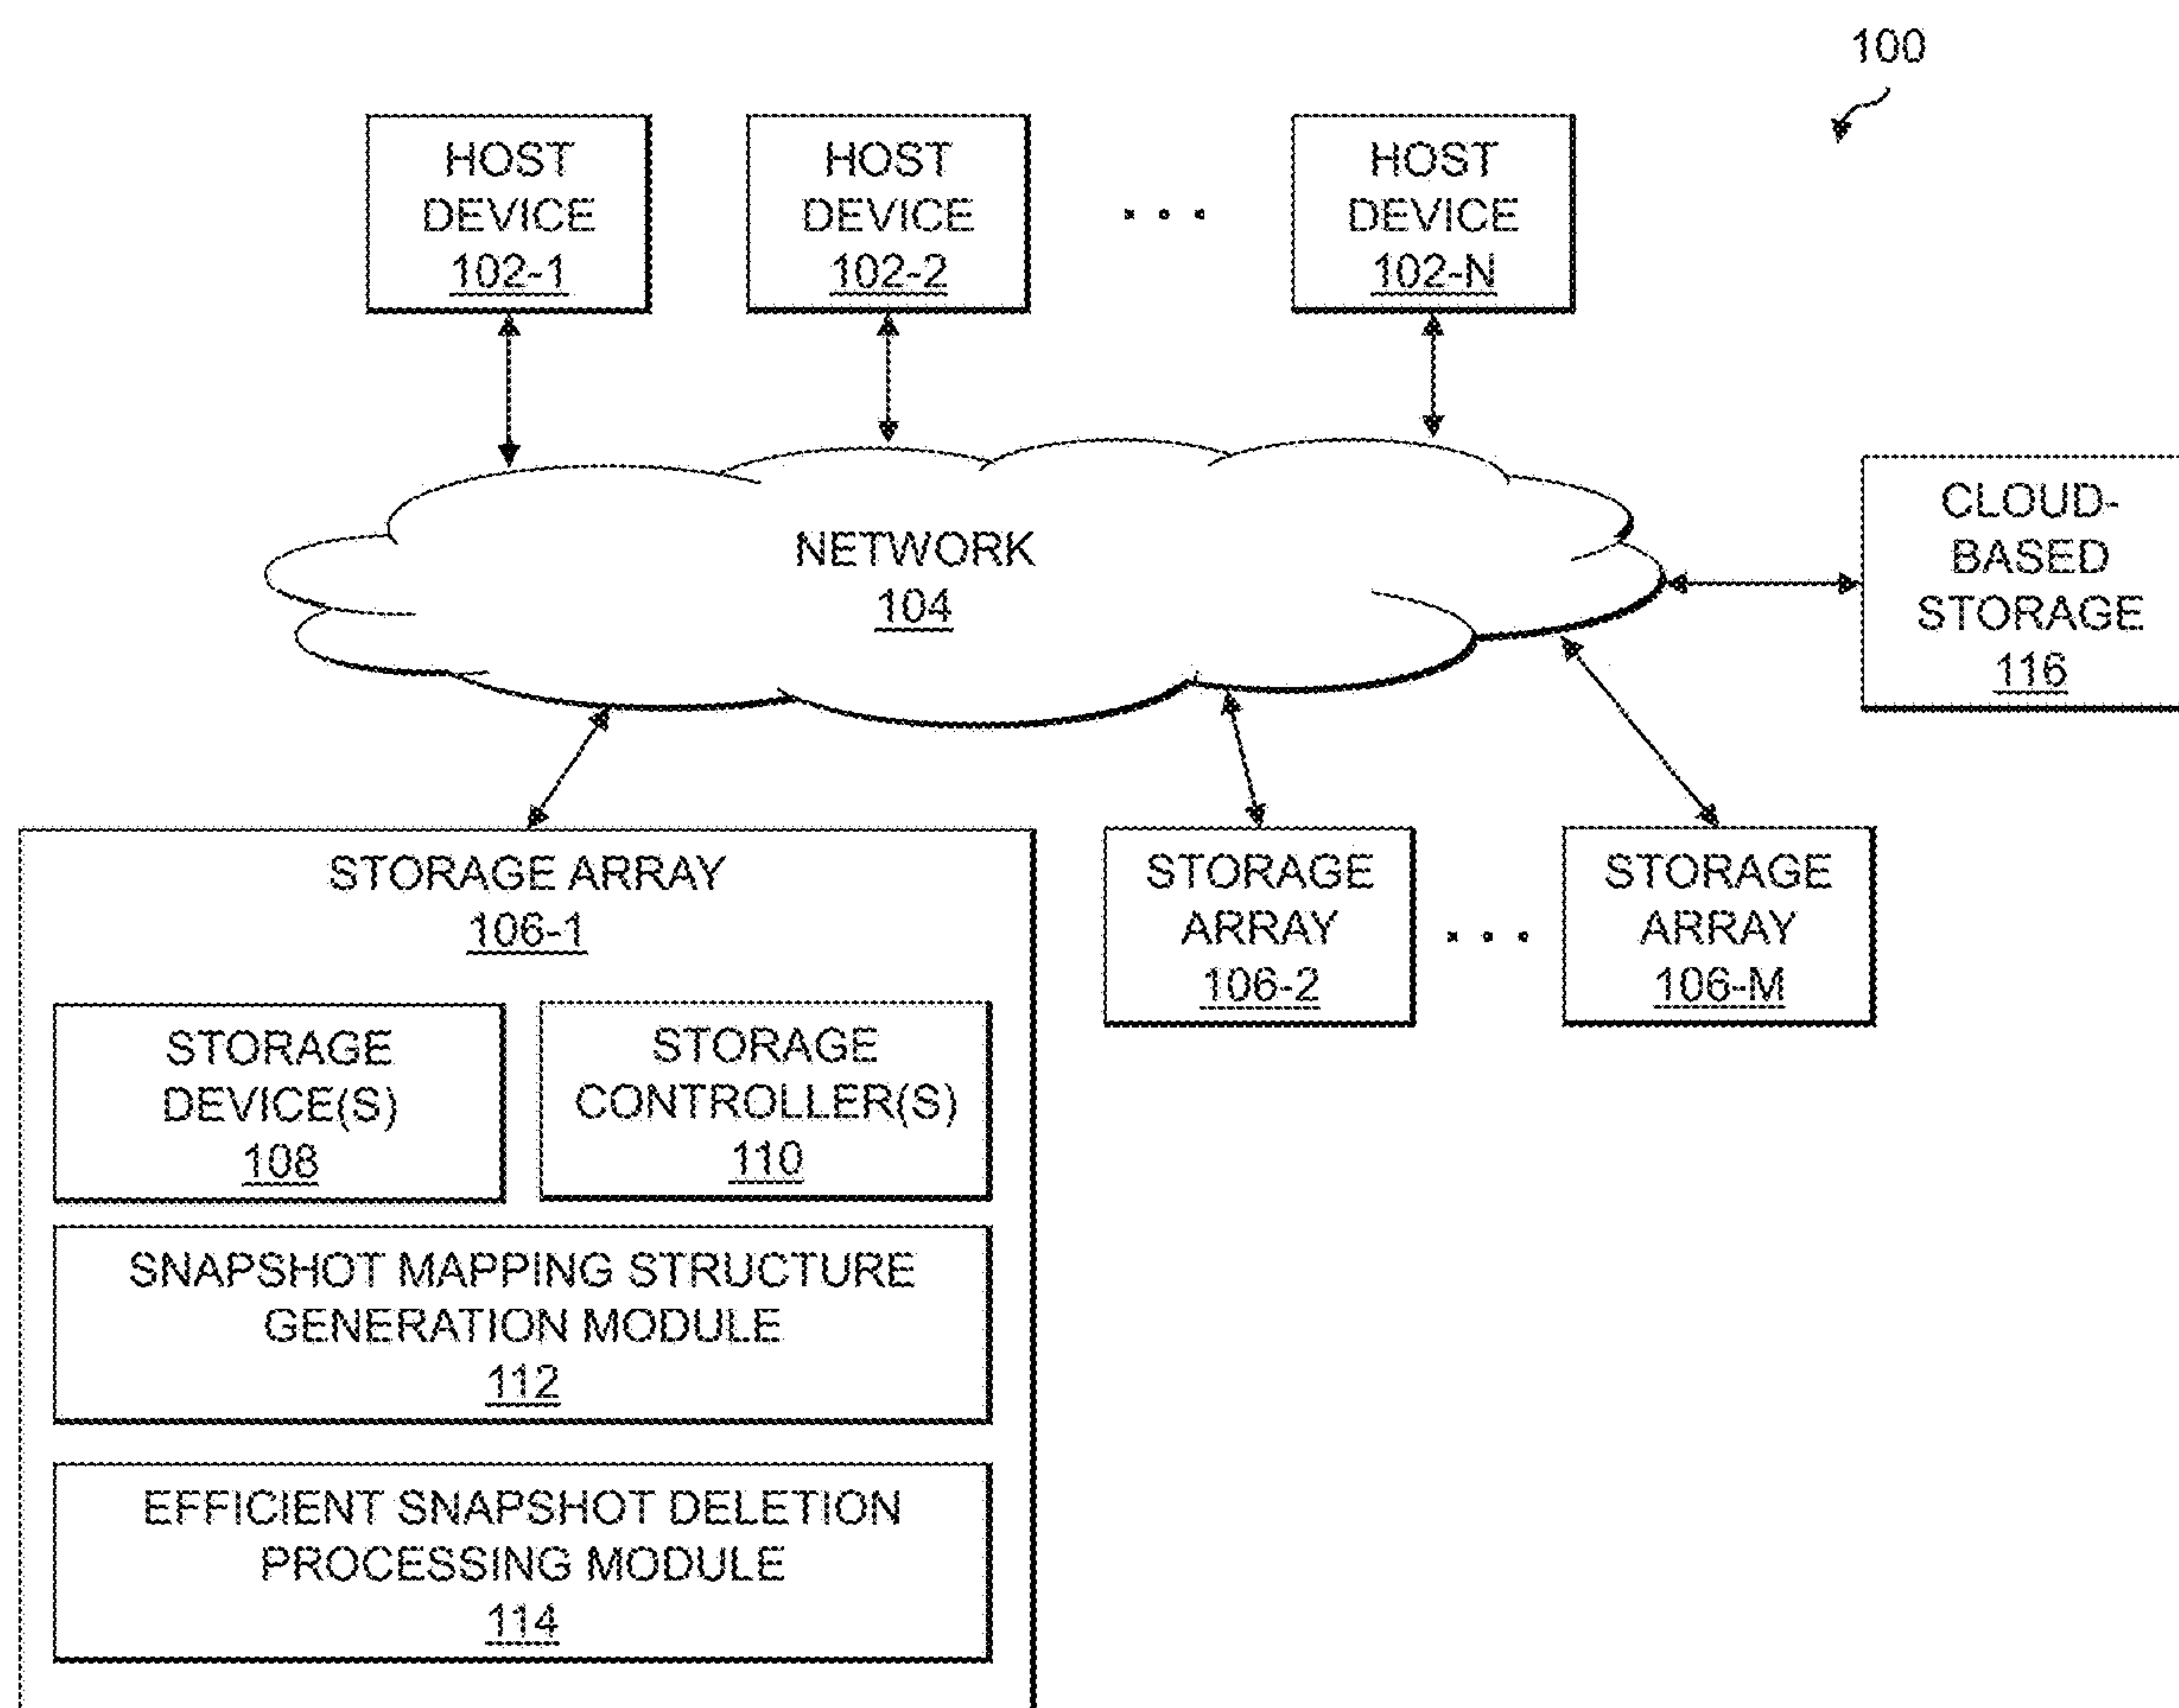 100
HOST
DEVICE
102-1
HOST
DEVICE
102-2
. . .
HOST
DEVICE
102-N
NETWORK
104
CLOUD-
BASED
STORAGE
116
STORAGE ARRAY
106-1
STORAGE
DEVICE(S)
108
STORAGE
CONTROLLER(S)
110
SNAPSHOT MAPPING STRUCTURE
GENERATION MODULE
112
EFFICIENT SNAPSHOT DELETION
PROCESSING MODULE
114
STORAGE
ARRAY
106-2
. . .
STORAGE
ARRAY
106-M